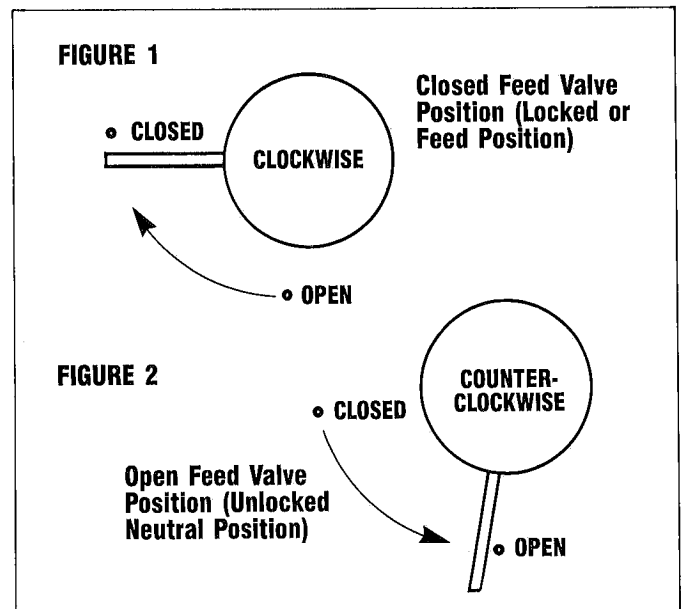 FIGURE 1
Closed Feed Valve
Position (Locked or
Feed Position)
CLOSED
CLOCKWISE
OPEN
FIGURE 2
COUNTER-
CLOCKWISE
CLOSED
Open Feed Valve
Position (Unlocked
Neutral Position)
OPEN